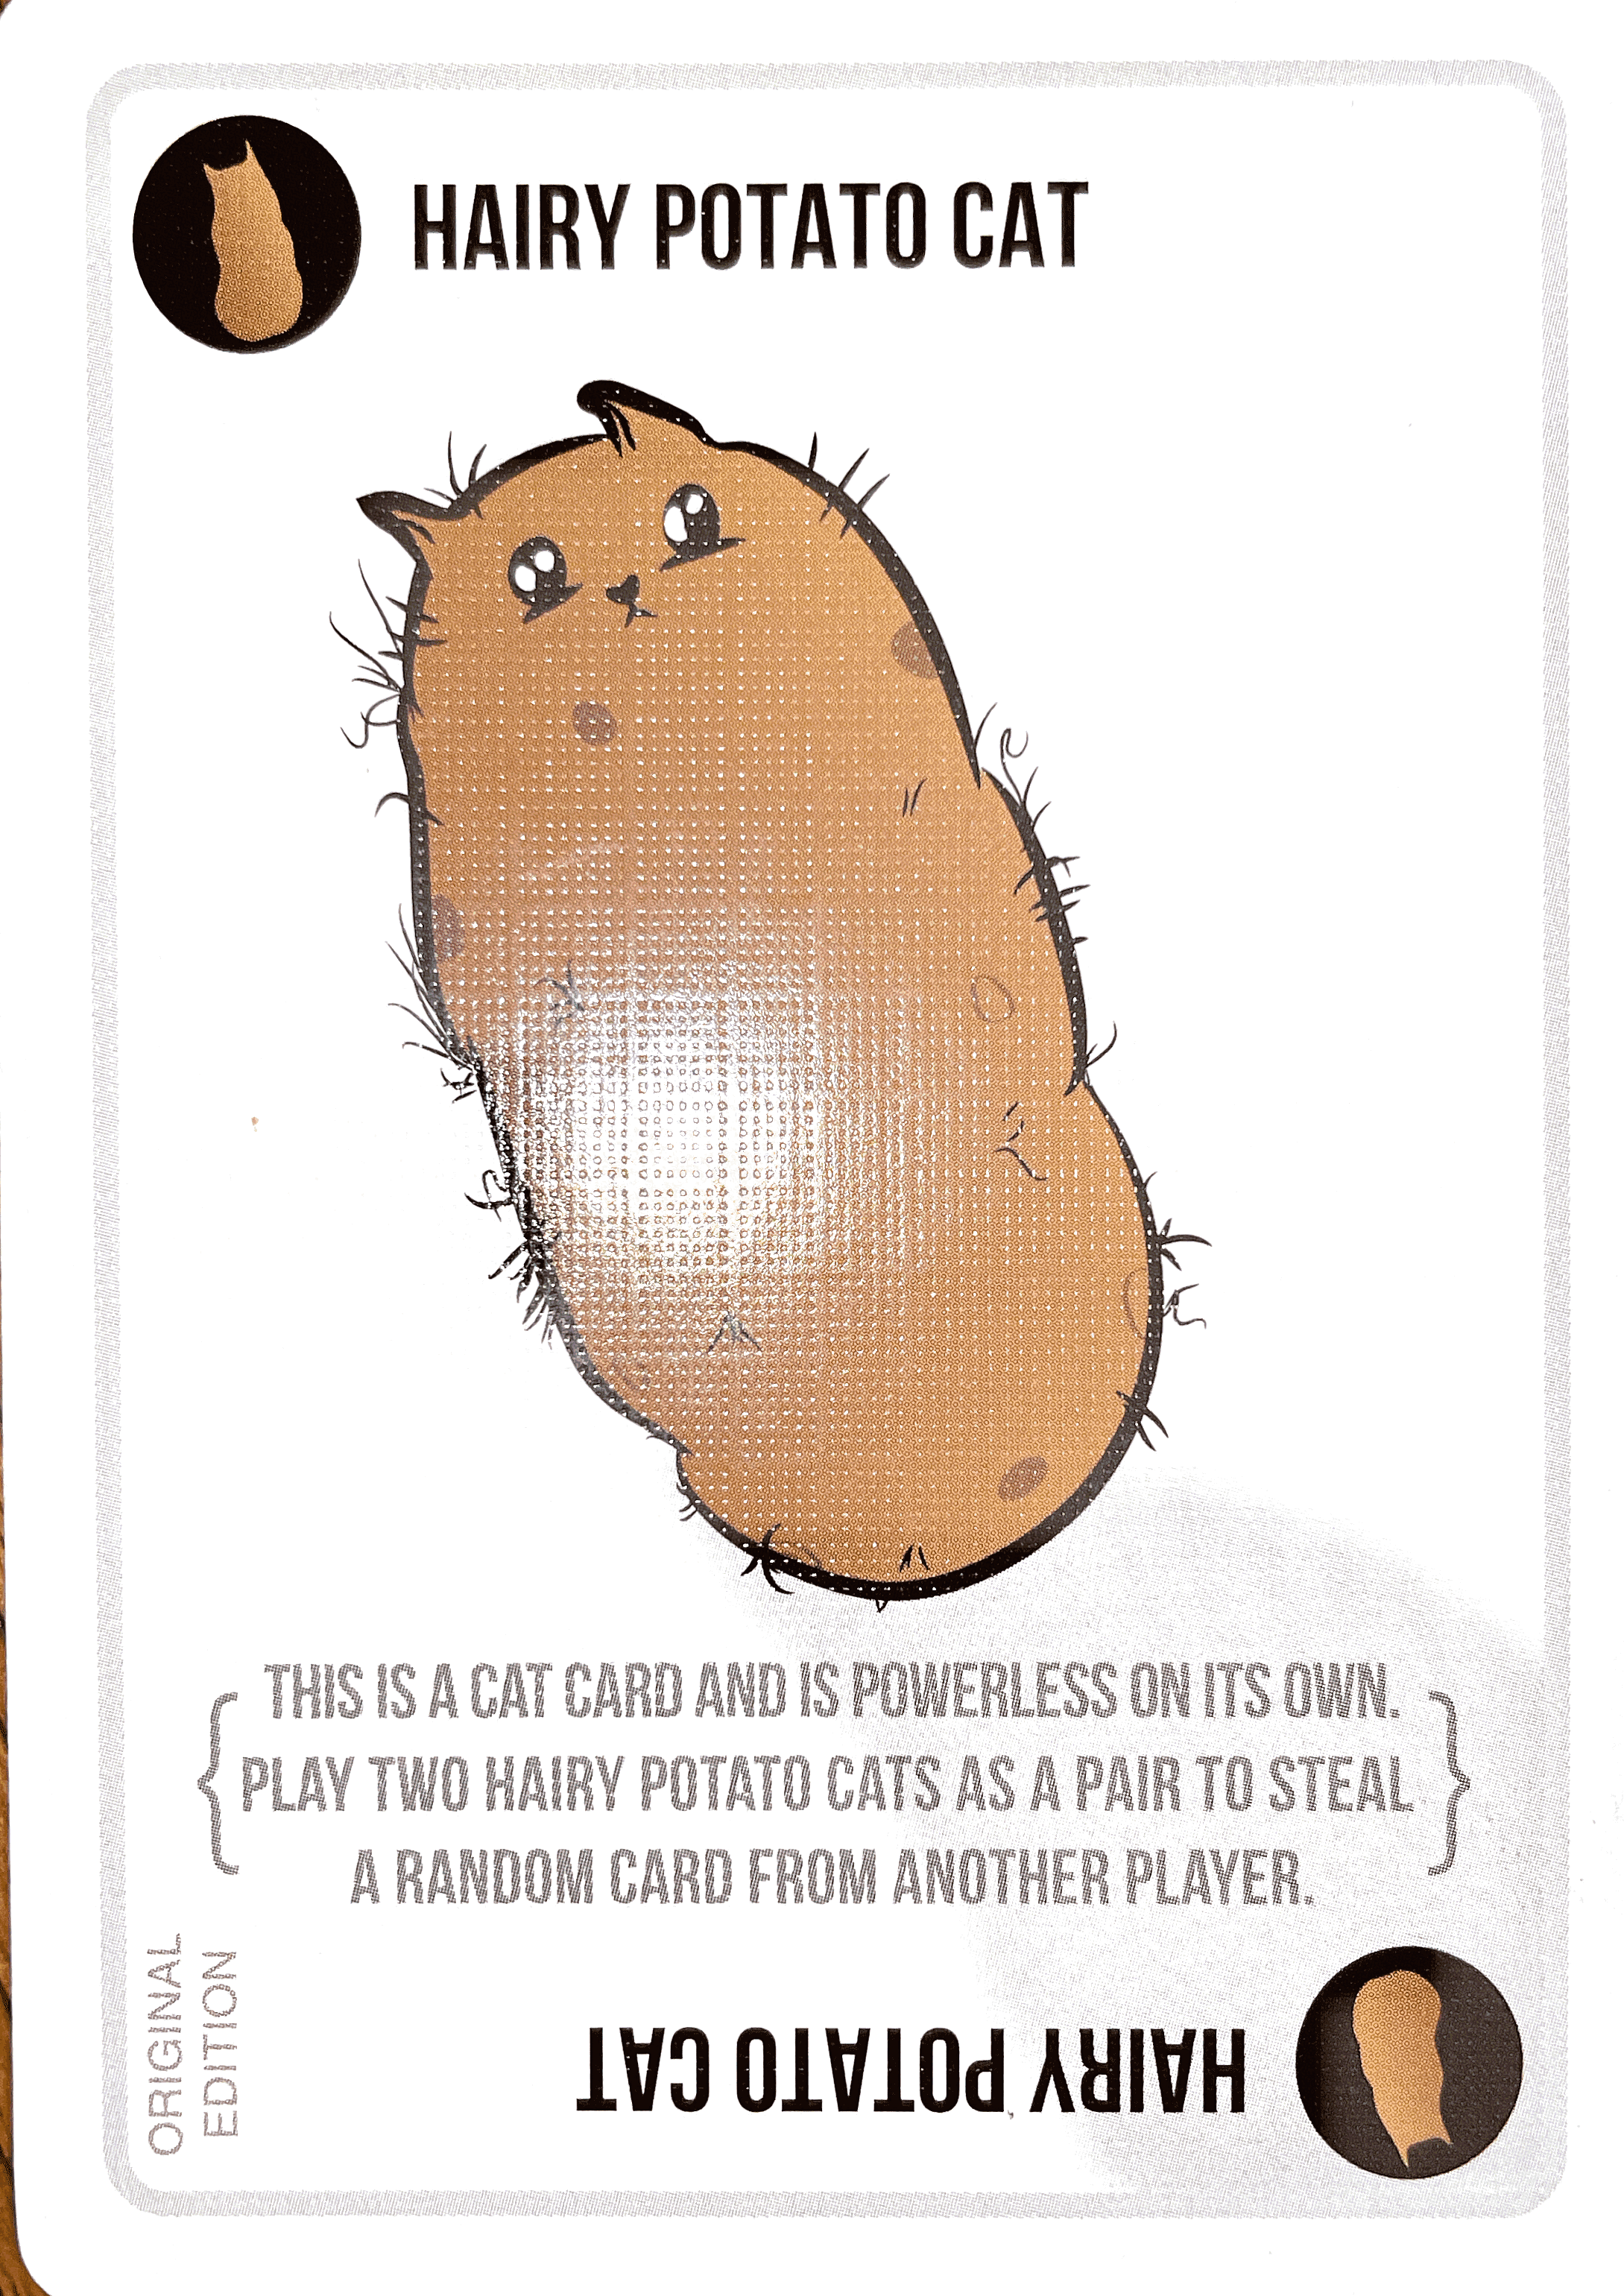 HAIRY POTATO CAT
THIS IS A CAT CARD AND IS POWERLESS ON ITS OWN.
PLAY TWO HAIRY POTATO CATS AS A PAIR TO STEAL
A RANDOM CARD FROM ANOTHER PLAYER.
ORIGINAL
EDITION
HAIRY POTATO CAT